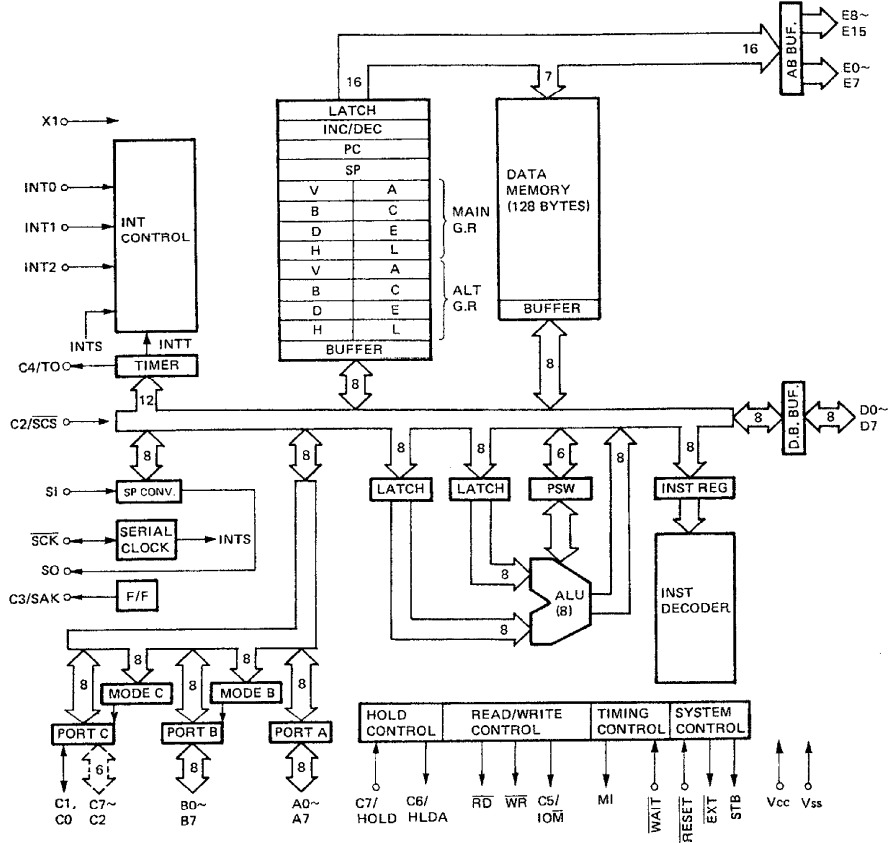 E8~
E15
E0~
E7
AB BUF.
16
16
7
LATCH
INC/DEC
PC
SP
V A
B C
D E
H L
V A
B C
D E
H L
BUFFER
MAIN
G.R
ALT
G.R
DATA
MEMORY
(128 BYTES)
BUFFER
X1
INT0
INT1
INT2
INT
CONTROL
INTS
INTT
C4/TO
TIMER
12
8
8
C2/SCS
8
D.B. BUF.
8
D0~
D7
8
8
8
8
6
8
8
SI
SP CONV.
LATCH
LATCH
PSW
INST REG
SCK
SERIAL
CLOCK
INTS
SO
C3/SAK
F/F
8
8
ALU
(8)
INST
DECODER
8
8
8
8
8
MODE C
MODE B
PORT C
PORT B
PORT A
6
8
8
C1,
C0
C7~
C2
B0~
B7
A0~
A7
HOLD
CONTROL
READ/WRITE
CONTROL
TIMING
CONTROL
SYSTEM
CONTROL
C7/
HOLD
C6/
HLDA
RD
WR
C5/
IOM
MI
WAIT
RESET
EXT
STB
Vcc
Vss